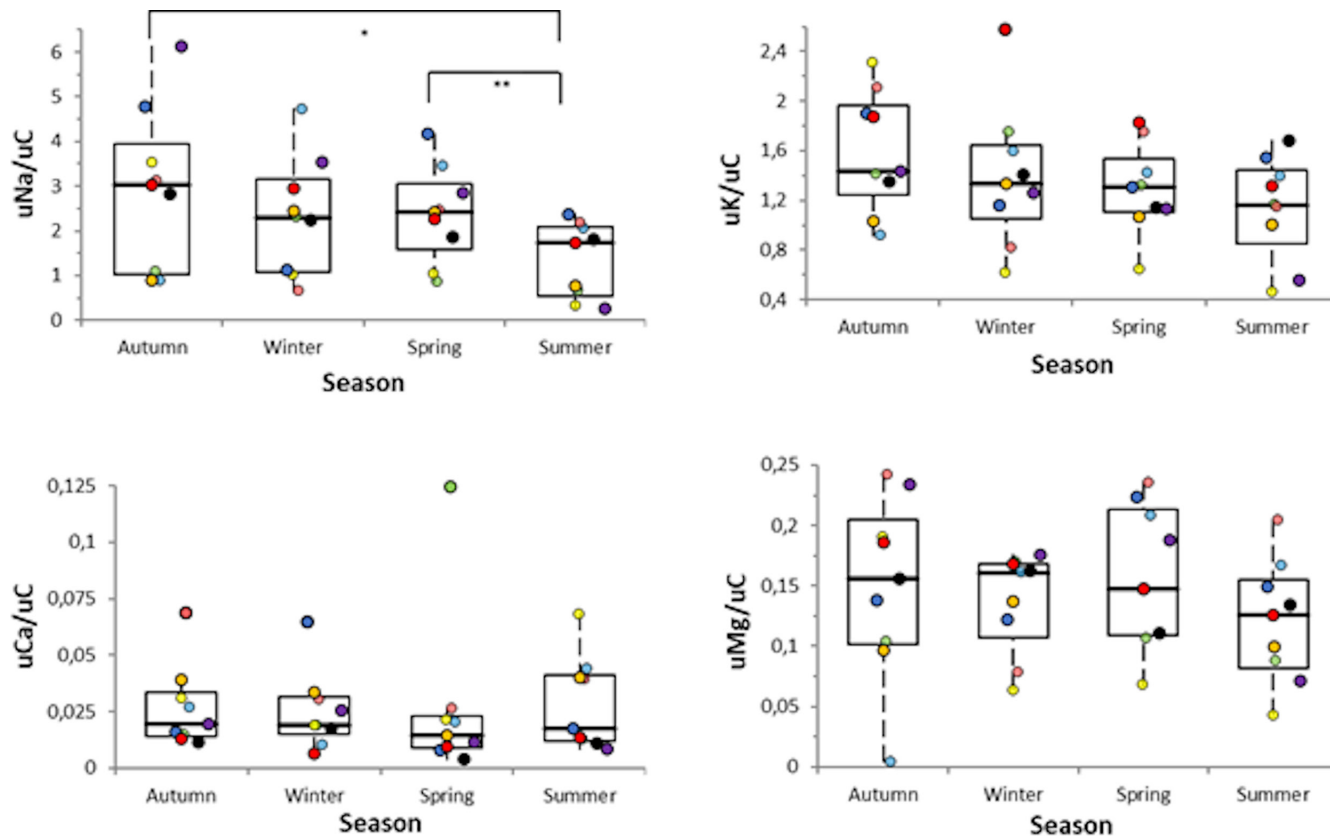 *
**
uNa/uC
6
5
4
3
2
1
0
Autumn Winter Spring Summer
Season
uK/uC
2,4
2
1,6
1,2
0,8
0,4
Autumn Winter Spring Summer
Season
uCa/uC
0,125
0,1
0,075
0,05
0,025
0
Autumn Winter Spring Summer
Season
uMg/uC
0,25
0,2
0,15
0,1
0,05
0
Autumn Winter Spring Summer
Season